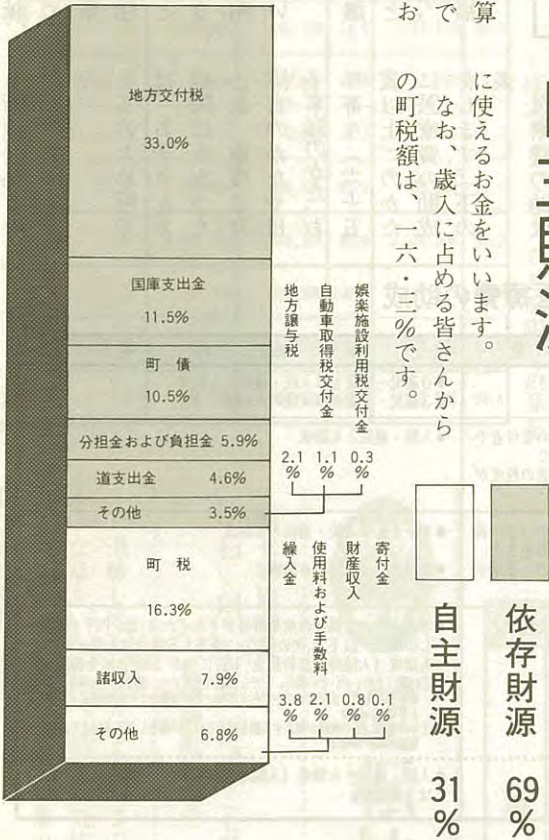 主財源
算に使えるお金をいいます。
なお、歳入に占める皆さんから
の町税額は、一六・三%です。
で
お
地方交付税
33.0%
国庫支出金
11.5%
町債
10.5%
分担金および負担金 5.9%
道支出金 4.6%
その他 3.5%
町税
16.3%
諸収入 7.9%
その他 6.8%
娯楽施設利用税交付金
0.3%
自動車取得税交付金
1.1%
地方譲与税
2.1%
寄付金
0.1%
財産収入
0.8%
使用料および手数料
2.1%
繰入金
3.8%
依存財源 69%
自主財源 31%